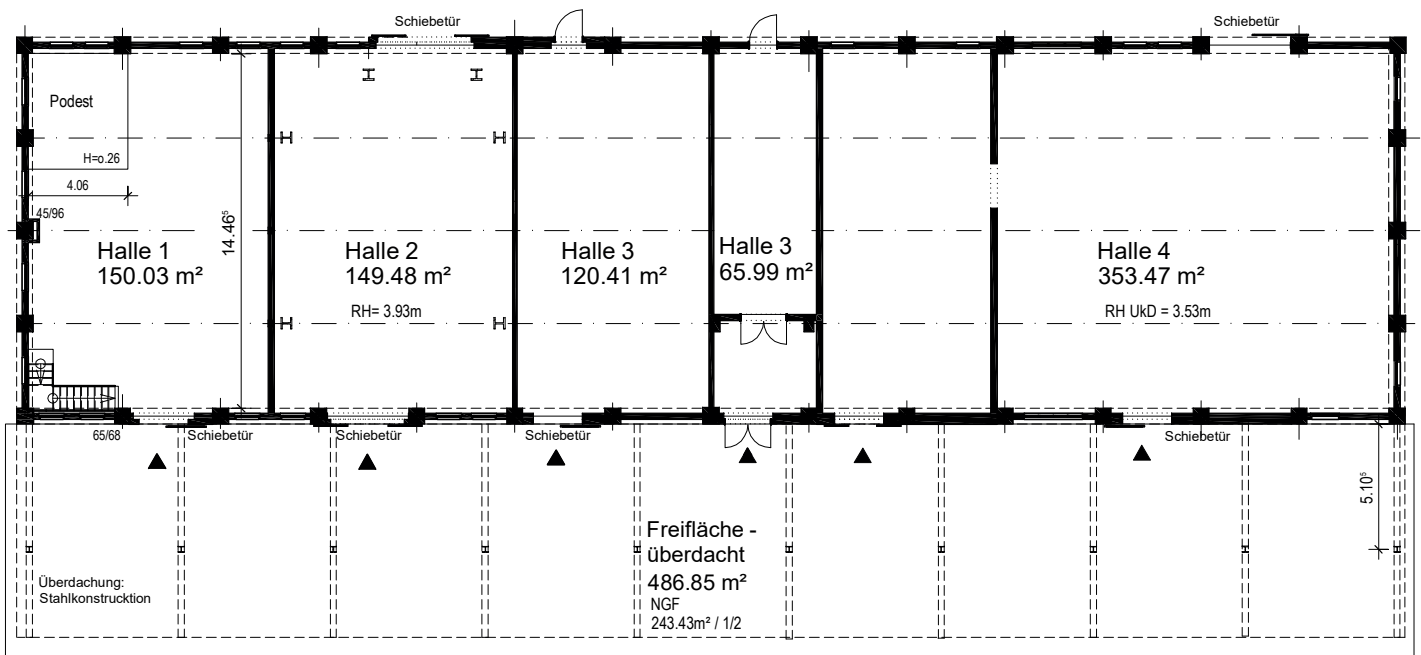 Schiebetür
Schiebetür
Podest
H=o.26
4.06
45/96
14.46⁵
Halle 1
150.03 m²
Halle 2
149.48 m²
RH= 3.93m
Halle 3
120.41 m²
Halle 3
65.99 m²
Halle 4
353.47 m²
RH UkD = 3.53m
65/68
Schiebetür
Schiebetür
Schiebetür
Schiebetür
5.10⁵
Freifläche -
überdacht
486.85 m²
NGF
243.43m² / 1/2
Überdachung:
Stahlkonstrucktion